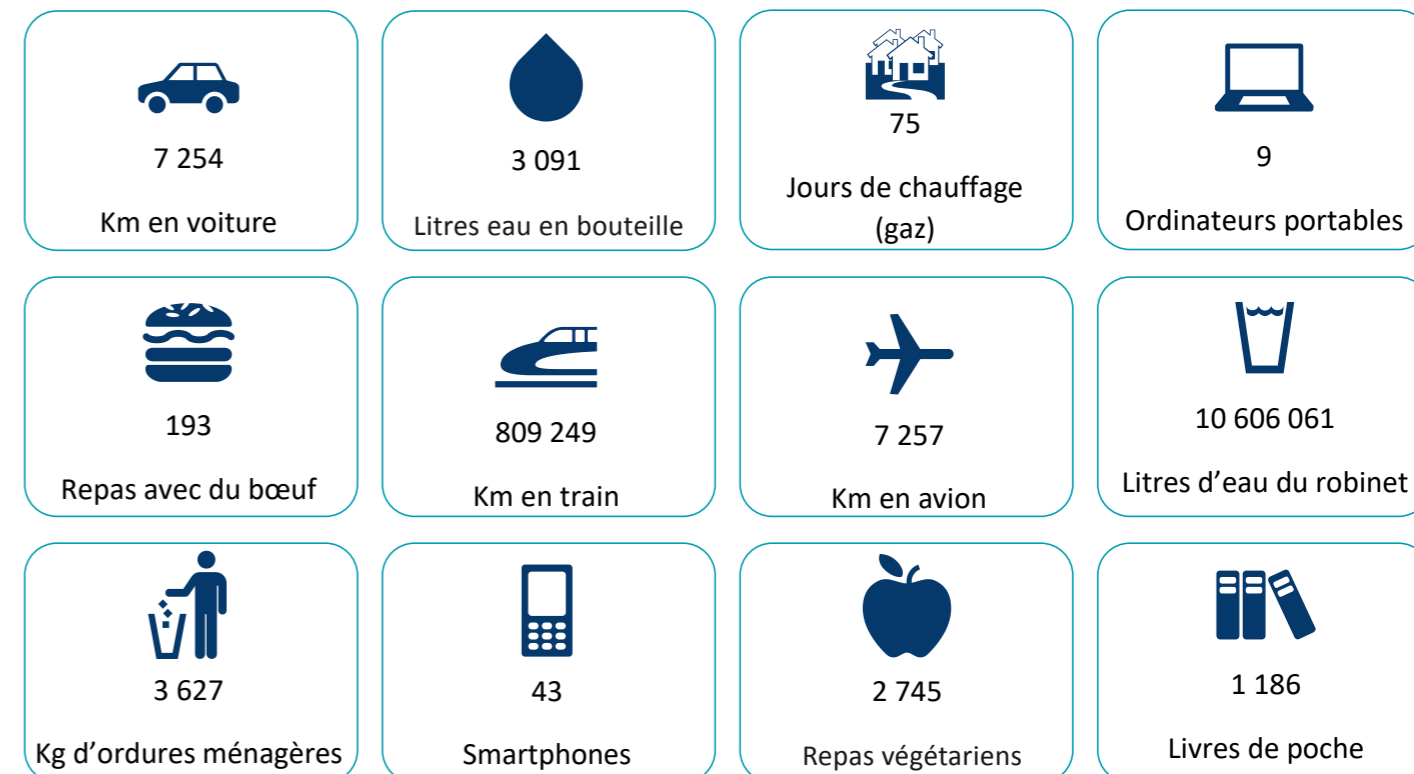 7 254
Km en voiture
3 091
Litres eau en bouteille
75
Jours de chauffage
(gaz)
9
Ordinateurs portables
193
Repas avec du bœuf
809 249
Km en train
7 257
Km en avion
10 606 061
Litres d’eau du robinet
3 627
Kg d’ordures ménagères
43
Smartphones
2 745
Repas végétariens
1 186
Livres de poche